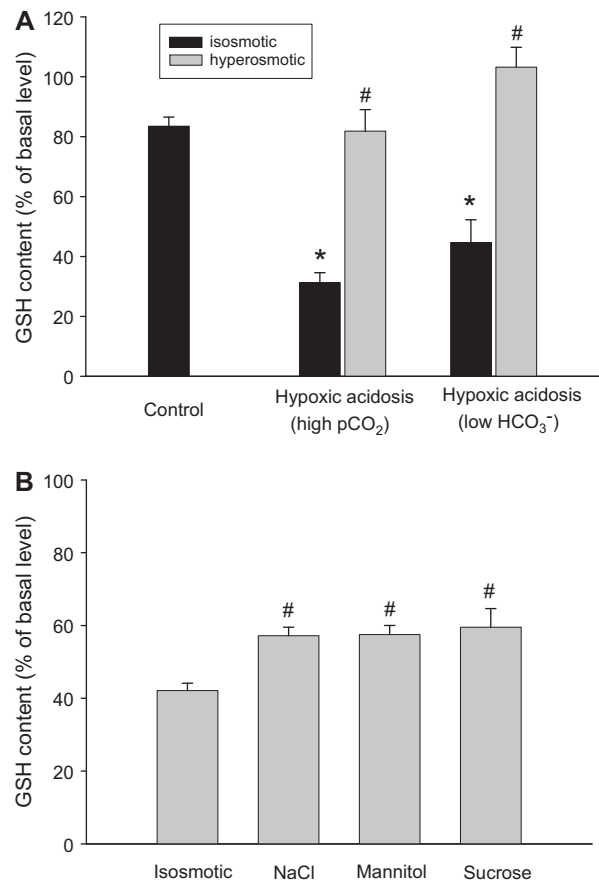 A
GSH content (% of basal level)
120
100
80
60
40
20
0
isosmotic
hyperosmotic
#
#
*
*
Control
Hypoxic acidosis
(high pCO₂)
Hypoxic acidosis
(low HCO₃⁻)
B
GSH content (% of basal level)
100
80
60
40
20
0
#
#
#
Isosmotic
NaCl
Mannitol
Sucrose